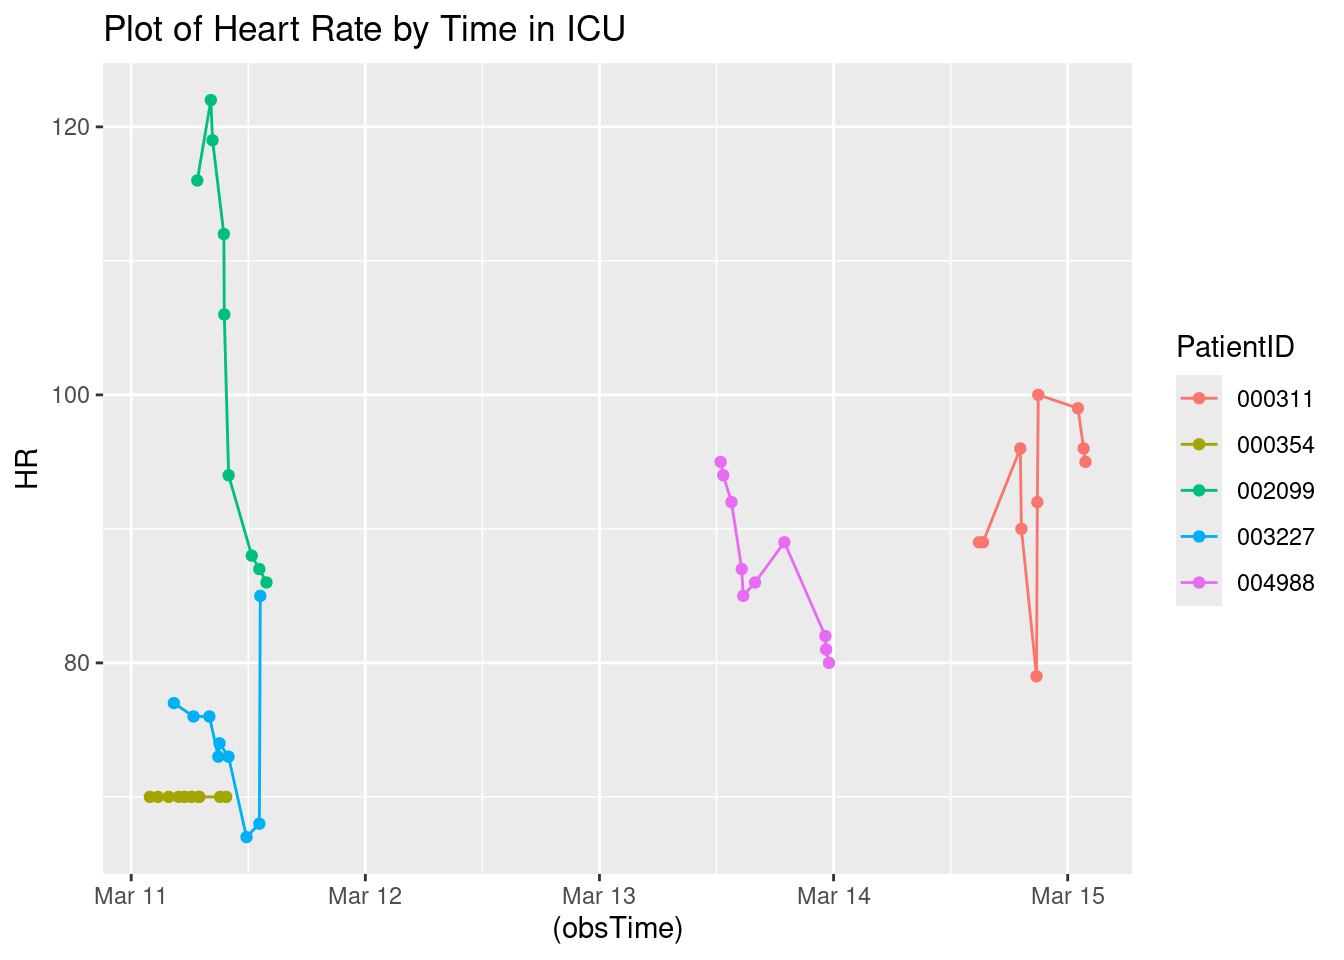 Plot of Heart Rate by Time in ICU
120
100
80
HR
Mar 11
Mar 12
Mar 13
Mar 14
Mar 15
(obsTime)
PatientID
000311
000354
002099
003227
004988